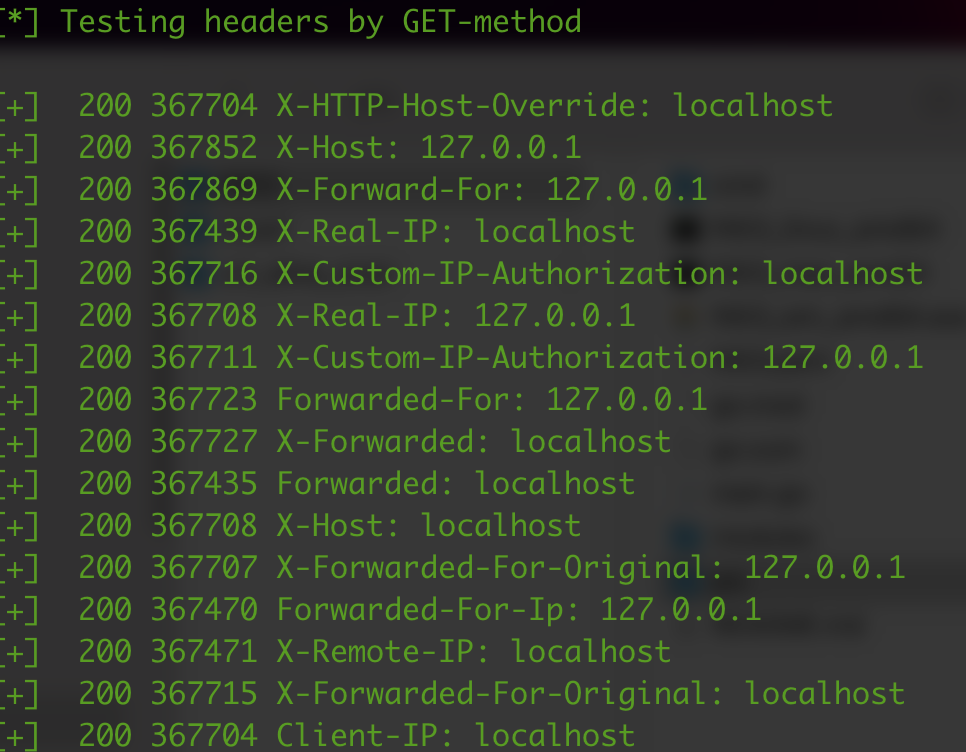 [*] Testing headers by GET-method
[+] 200 367704 X-HTTP-Host-Override: localhost
[+] 200 367852 X-Host: 127.0.0.1
[+] 200 367869 X-Forward-For: 127.0.0.1
[+] 200 367439 X-Real-IP: localhost
[+] 200 367716 X-Custom-IP-Authorization: localhost
[+] 200 367708 X-Real-IP: 127.0.0.1
[+] 200 367711 X-Custom-IP-Authorization: 127.0.0.1
[+] 200 367723 Forwarded-For: 127.0.0.1
[+] 200 367727 X-Forwarded: localhost
[+] 200 367435 Forwarded: localhost
[+] 200 367708 X-Host: localhost
[+] 200 367707 X-Forwarded-For-Original: 127.0.0.1
[+] 200 367470 Forwarded-For-Ip: 127.0.0.1
[+] 200 367471 X-Remote-IP: localhost
[+] 200 367715 X-Forwarded-For-Original: localhost
[+] 200 367704 Client-IP: localhost